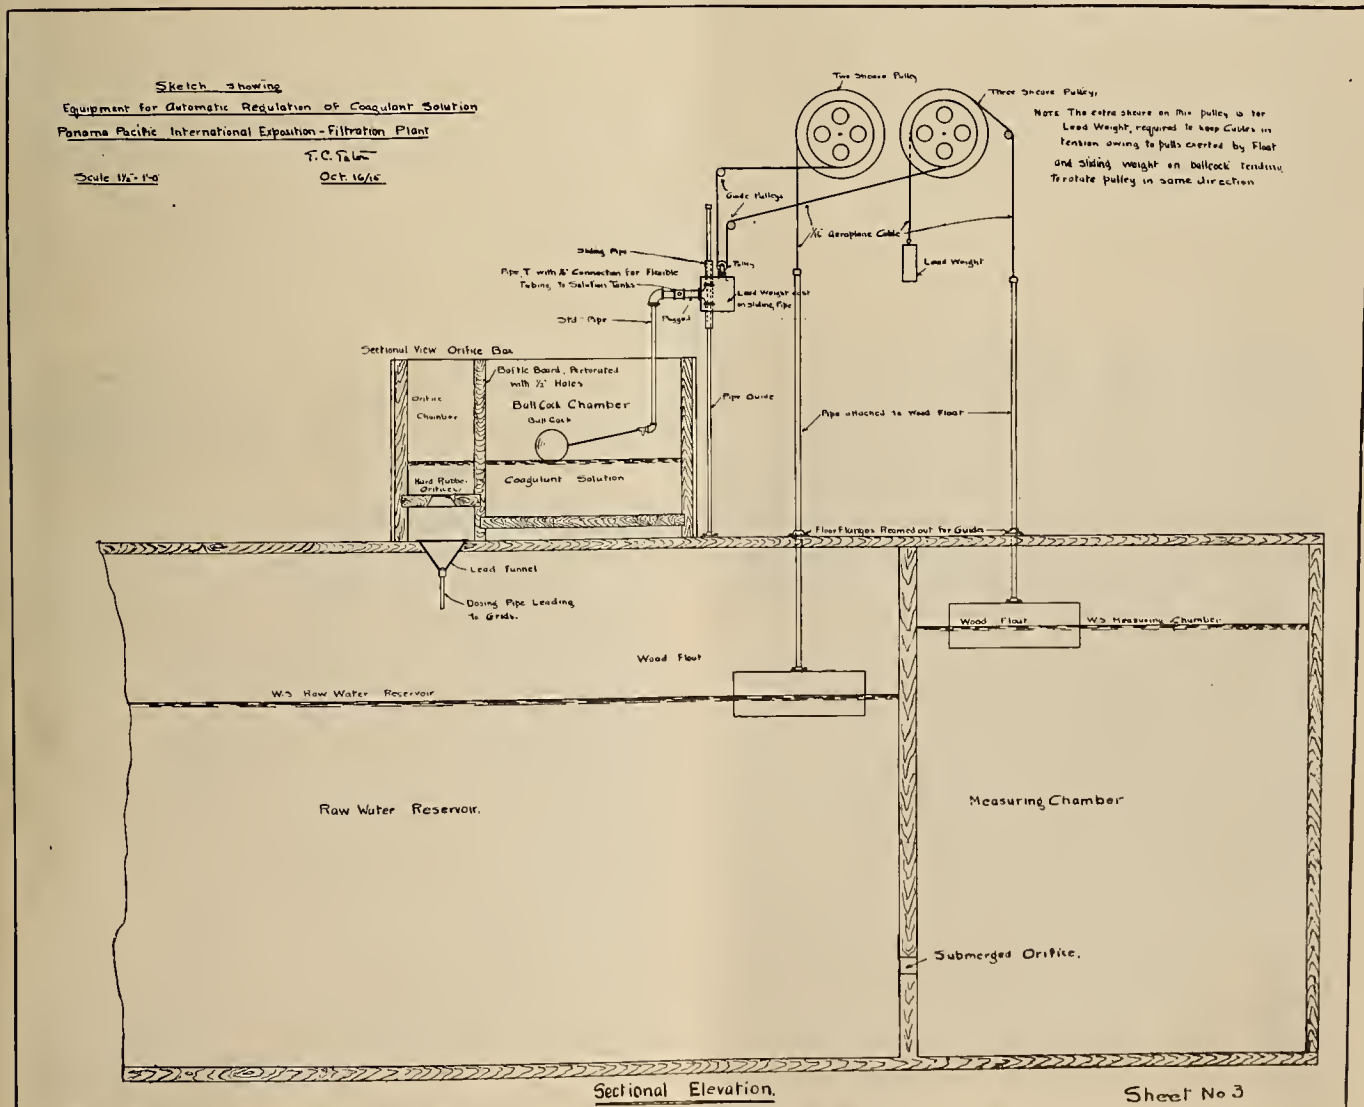 Sketch showing
Equipment for Automatic Regulation of Coagulant Solution
Panama Pacific International Exposition - Filtration Plant
Scale 1½" - 1'-0"
Oct. 16/15
Two Sheave Pulley
Three Sheave Pulley.
NOTE The extra sheave on this pulley is for
Lead Weight, required to keep Cables in
tension owing to pulls exerted by Float
and sliding weight on ballcock tending
to rotate pulley in same direction
Guide Pulleys
Aeroplane Cable
Sliding Pipe
Pulley
Lead Weight
Pipe T with Connection for Flexible
Tubing to Solution Tanks
Lead Weight cast
on sliding Pipe
Std - Pipe
Plugged
Sectional View Orifice Box
Baffle Board, Perforated
with ½" Holes
Orifice
Chamber
Ball Cock Chamber
Ball Cock
Pipe Guide
Pipe attached to Wood Float
Hard Rubber
Orifices
Coagulant Solution
Floor Flanges Reamed out for Guides
Lead Funnel
Dosing Pipe Leading
To Grids.
Wood Float
W.S Measuring Chamber
Wood Float
W.S Raw Water Reservoir
Raw Water Reservoir.
Measuring Chamber
Submerged Orifice.
Sectional Elevation.
Sheet No 3